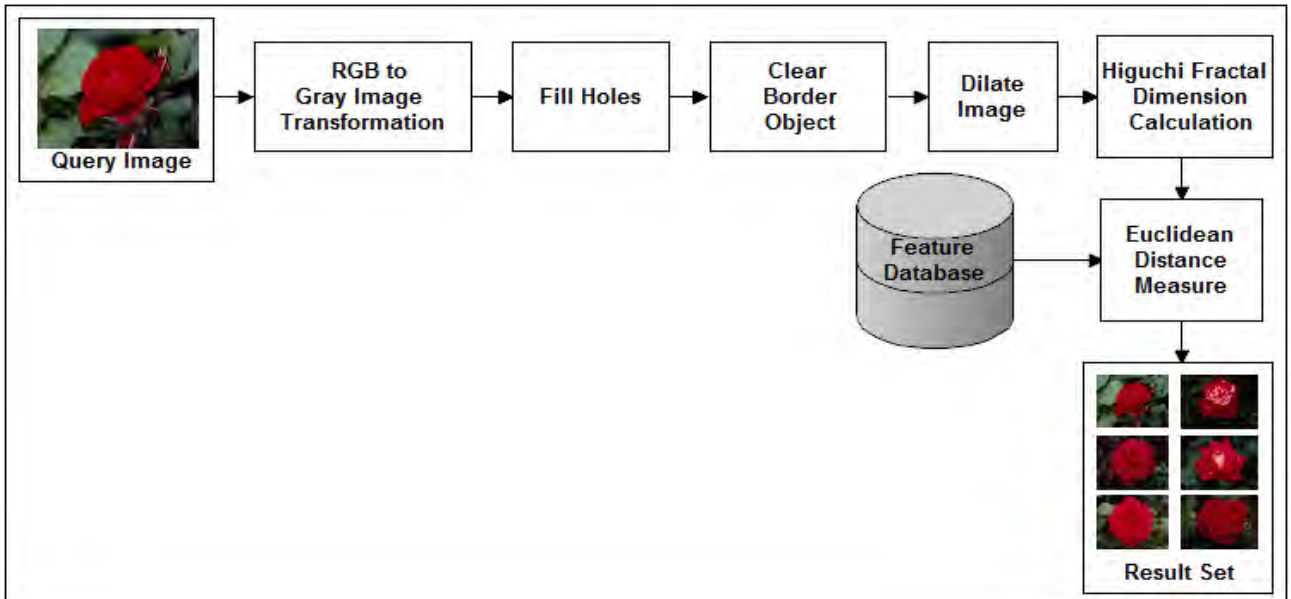 Query Image
RGB to
Gray Image
Transformation
Fill Holes
Clear
Border
Object
Dilate
Image
Higuchi Fractal
Dimension
Calculation
Feature
Database
Euclidean
Distance
Measure
Result Set